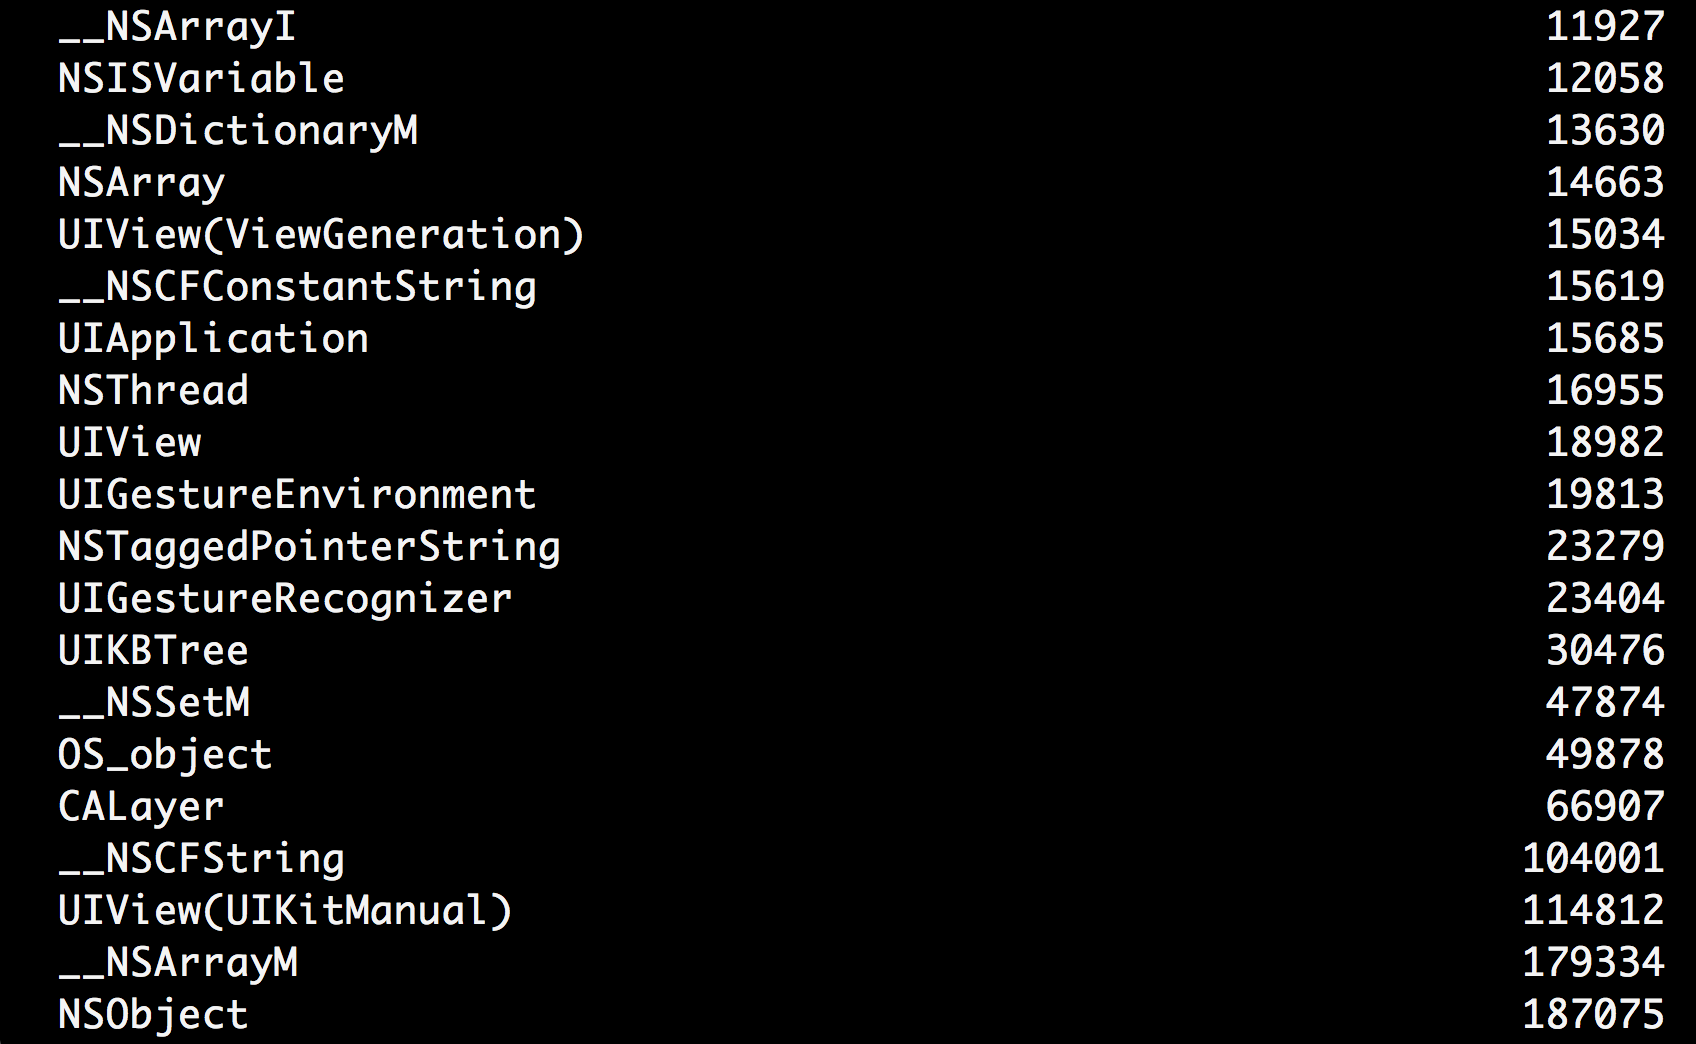 __NSArrayI 11927
NSISVariable 12058
__NSDictionaryM 13630
NSArray 14663
UIView(ViewGeneration) 15034
__NSCFConstantString 15619
UIApplication 15685
NSThread 16955
UIView 18982
UIGestureEnvironment 19813
NSTaggedPointerString 23279
UIGestureRecognizer 23404
UIKBTree 30476
__NSSetM 47874
OS_object 49878
CALayer 66907
__NSCFString 104001
UIView(UIKitManual) 114812
__NSArrayM 179334
NSObject 187075